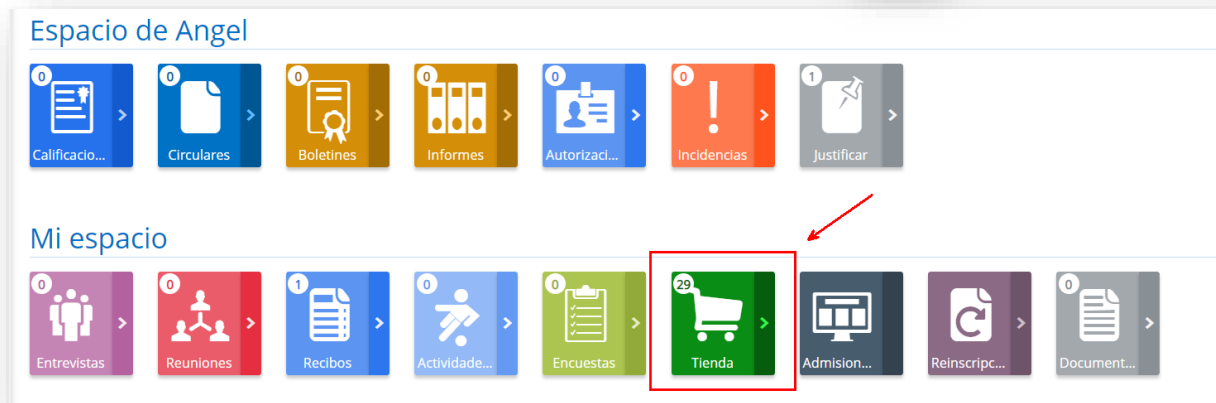 Espacio de Angel
0 0 0 0 0 0 1
Calificacio... Circulares Boletines Informes Autorizaci... Incidencias Justificar
Mi espacio
0 0 1 0 0 29 0
Entrevistas Reuniones Recibos Actividade... Encuestas Tienda Admision... Reinscripc... Document...